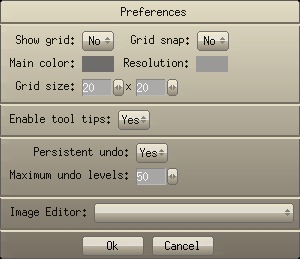 Preferences
Show grid: No Grid snap: No
Main color: Resolution:
Grid size: 20 x 20
Enable tool tips: Yes
Persistent undo: Yes
Maximum undo levels: 50
Image Editor:
Ok Cancel